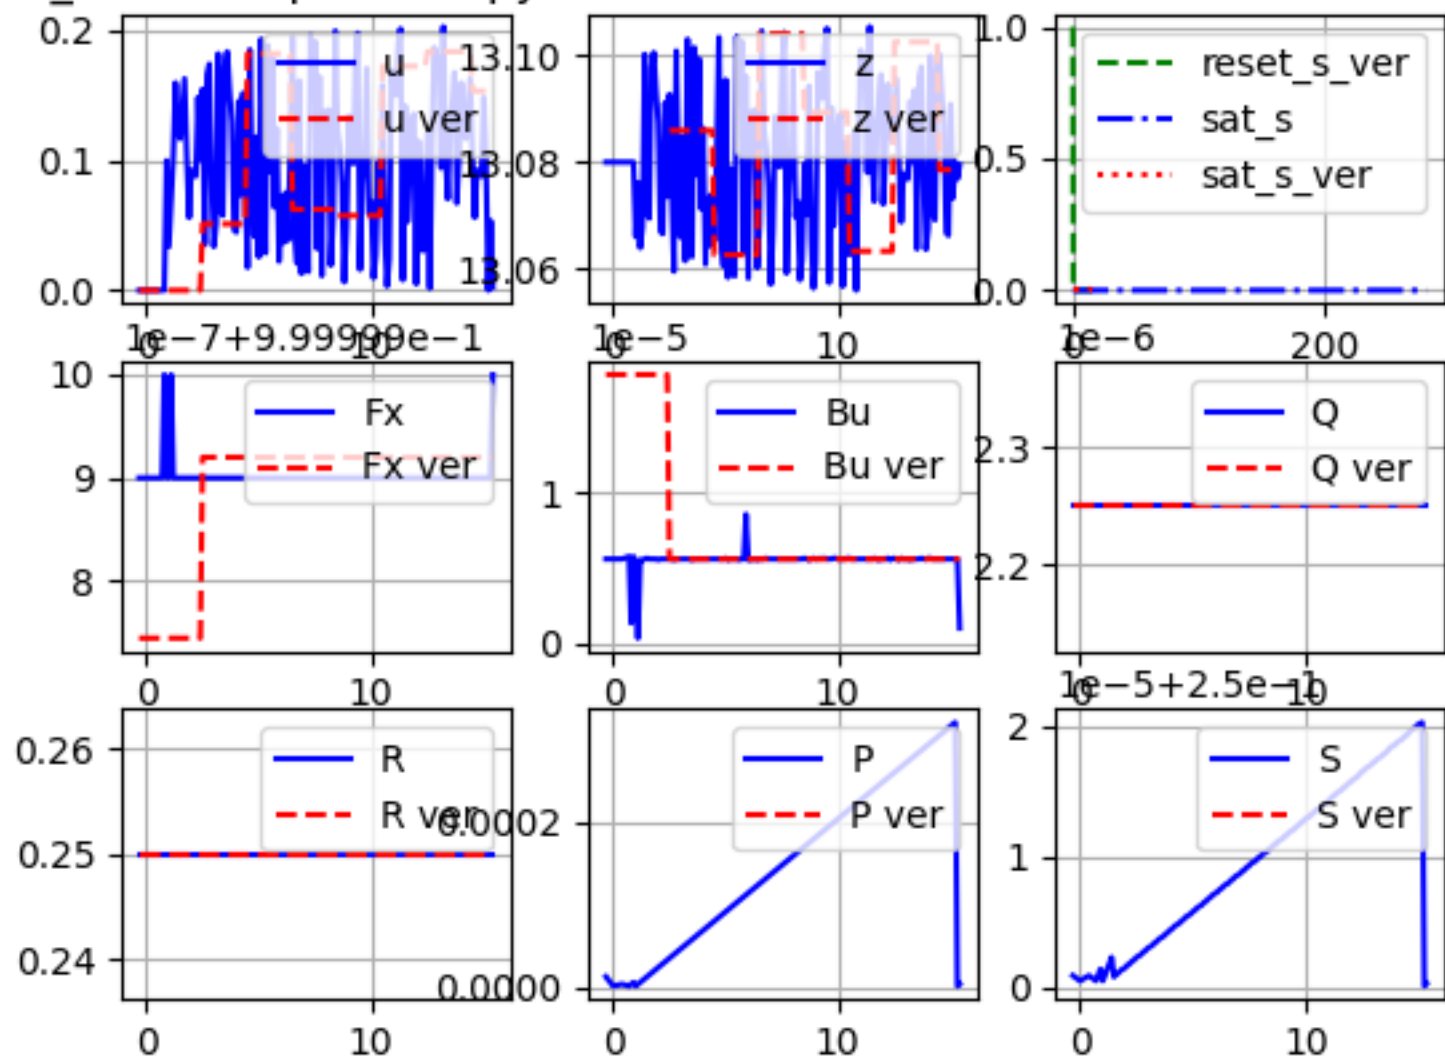 0.2
0.1
0.0
u
u ver
13.10
13.08
13.06
z
z ver
1.0
0.5
0.0
reset_s_ver
sat_s
sat_s_ver
0 10
0 10
0 200
1e−7+9.99999e−1
10
9
8
Fx
Fx ver
1e−5
1
0
Bu
Bu ver
1e−6
2.3
2.2
Q
Q ver
0 10
0 10
0 10
0.26
0.25
0.24
R
R ver
0.0002
0.0000
P
P ver
1e−5+2.5e−1
2
1
0
S
S ver
0 10
0 10
0 10